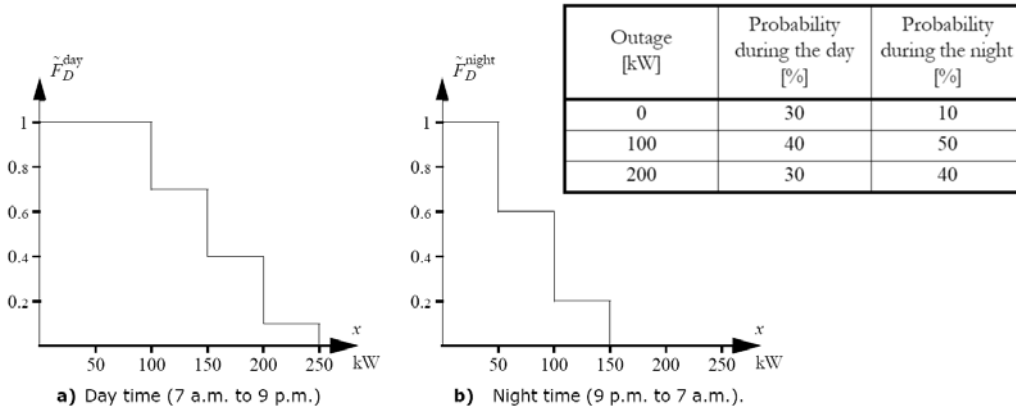 F̃_D^day
1
0.8
0.6
0.4
0.2
50 100 150 200 250
x
kW
a) Day time (7 a.m. to 9 p.m.)
F̃_D^night
1
0.8
0.6
0.4
0.2
50 100 150 200 250
x
kW
b) Night time (9 p.m. to 7 a.m.).
Outage
[kW]
Probability
during the day
[%]
Probability
during the night
[%]
0 30 10
100 40 50
200 30 40